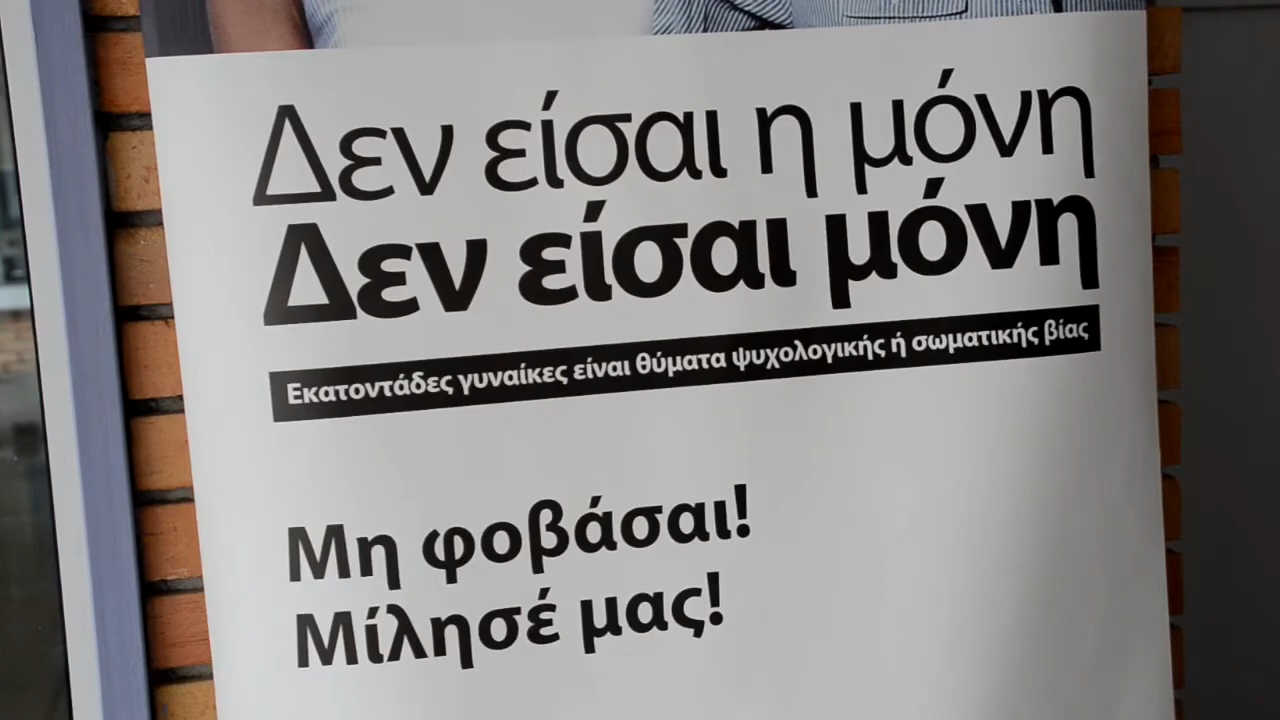 Δεν είσαι η μόνη
Δεν είσαι μόνη
Εκατοντάδες γυναίκες είναι θύματα ψυχολογικής ή σωματικής βίας
Μη φοβάσαι!
Μίλησέ μας!